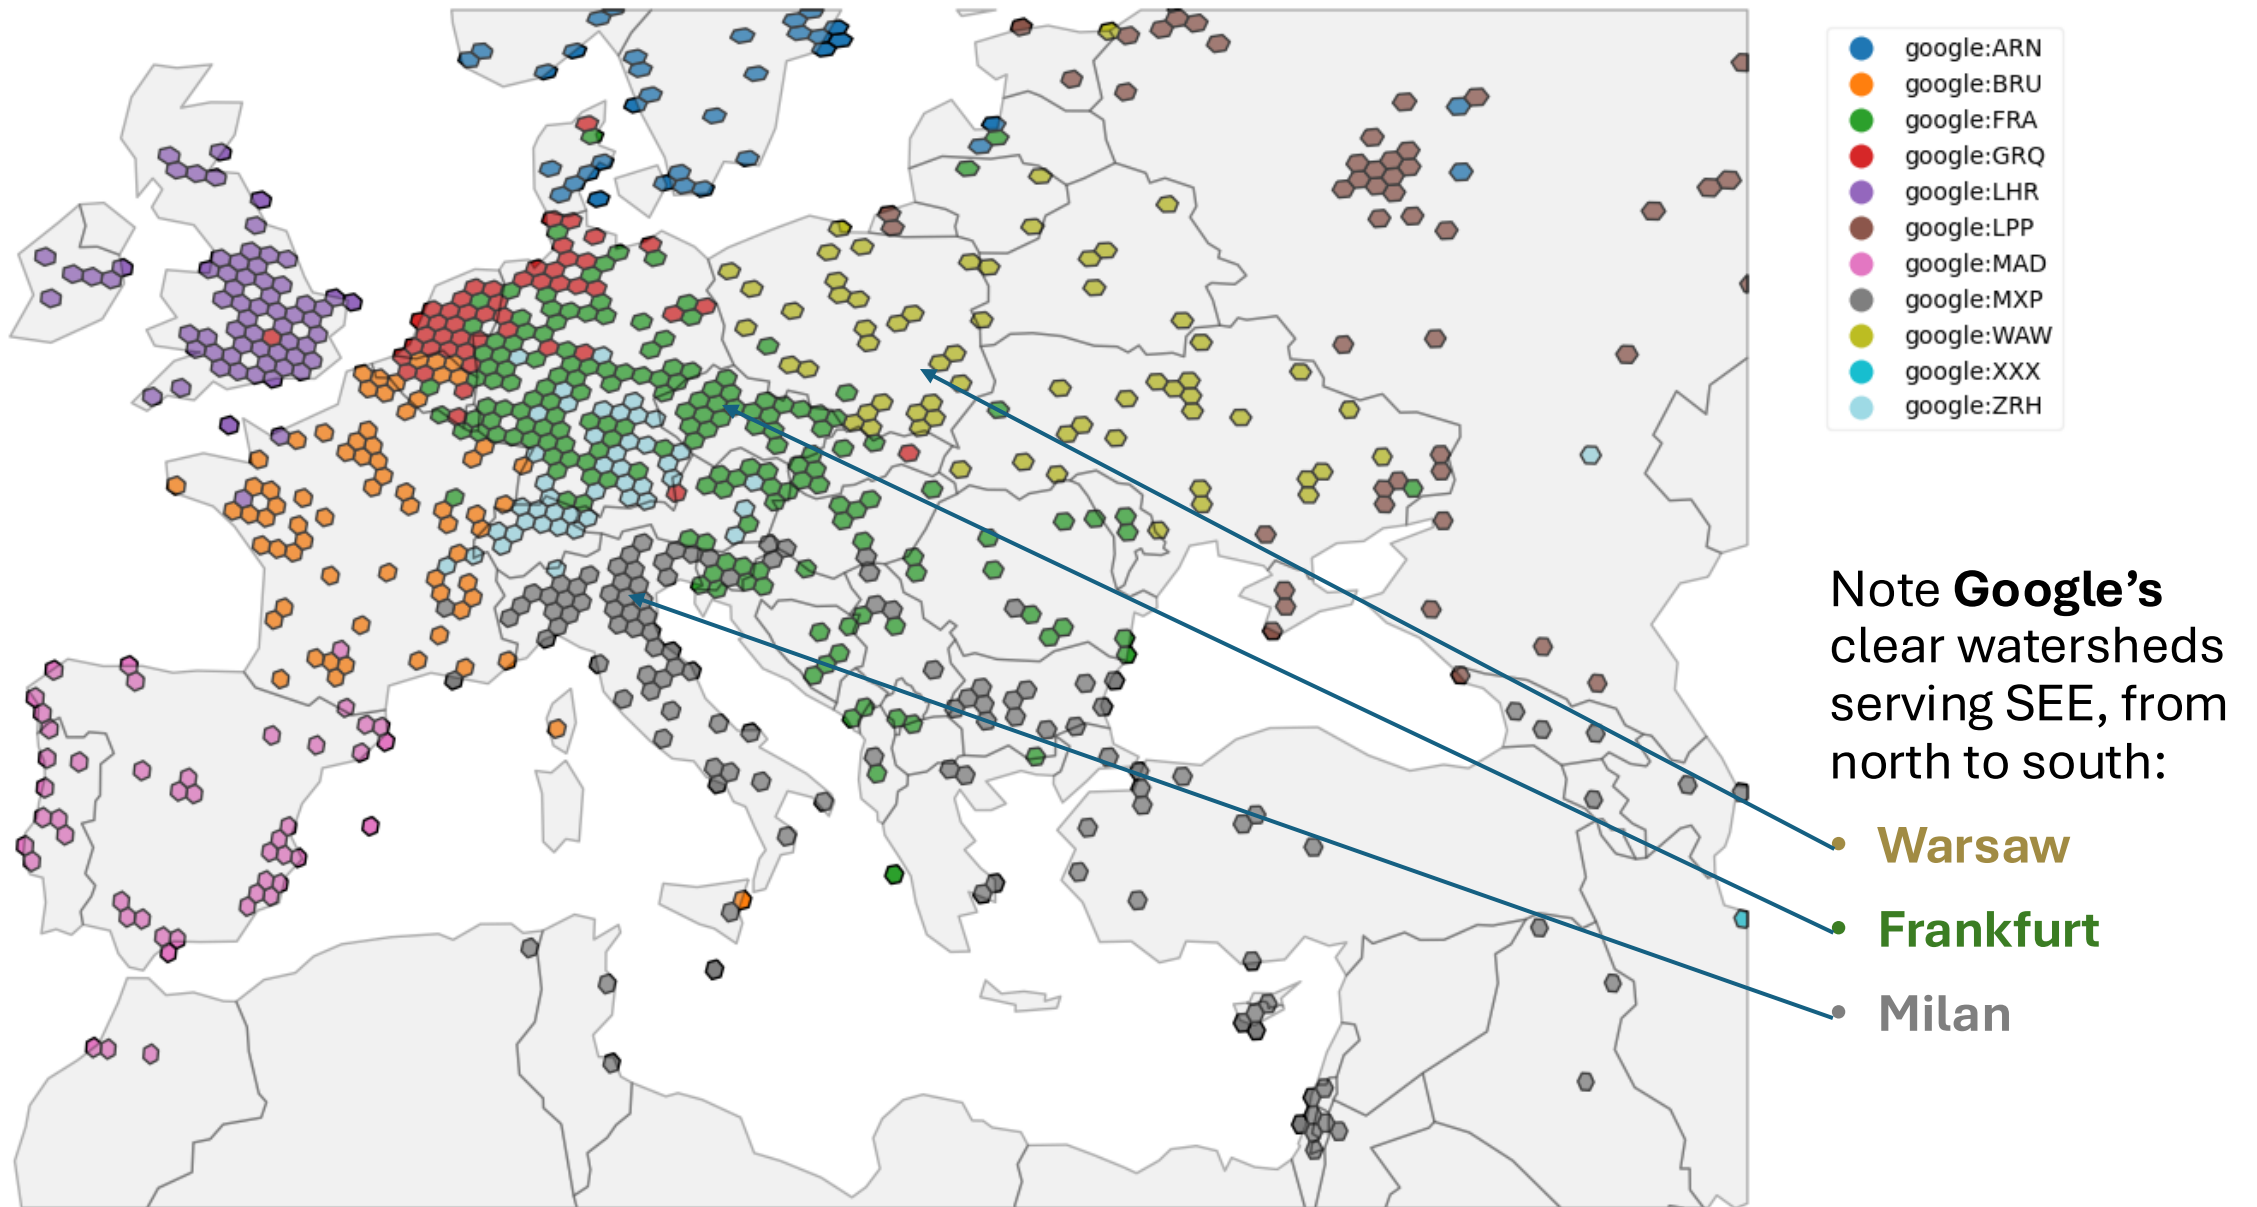 google:ARN
google:BRU
google:FRA
google:GRQ
google:LHR
google:LPP
google:MAD
google:MXP
google:WAW
google:XXX
google:ZRH
Note Google’s
clear watersheds
serving SEE, from
north to south:
• Warsaw
• Frankfurt
• Milan